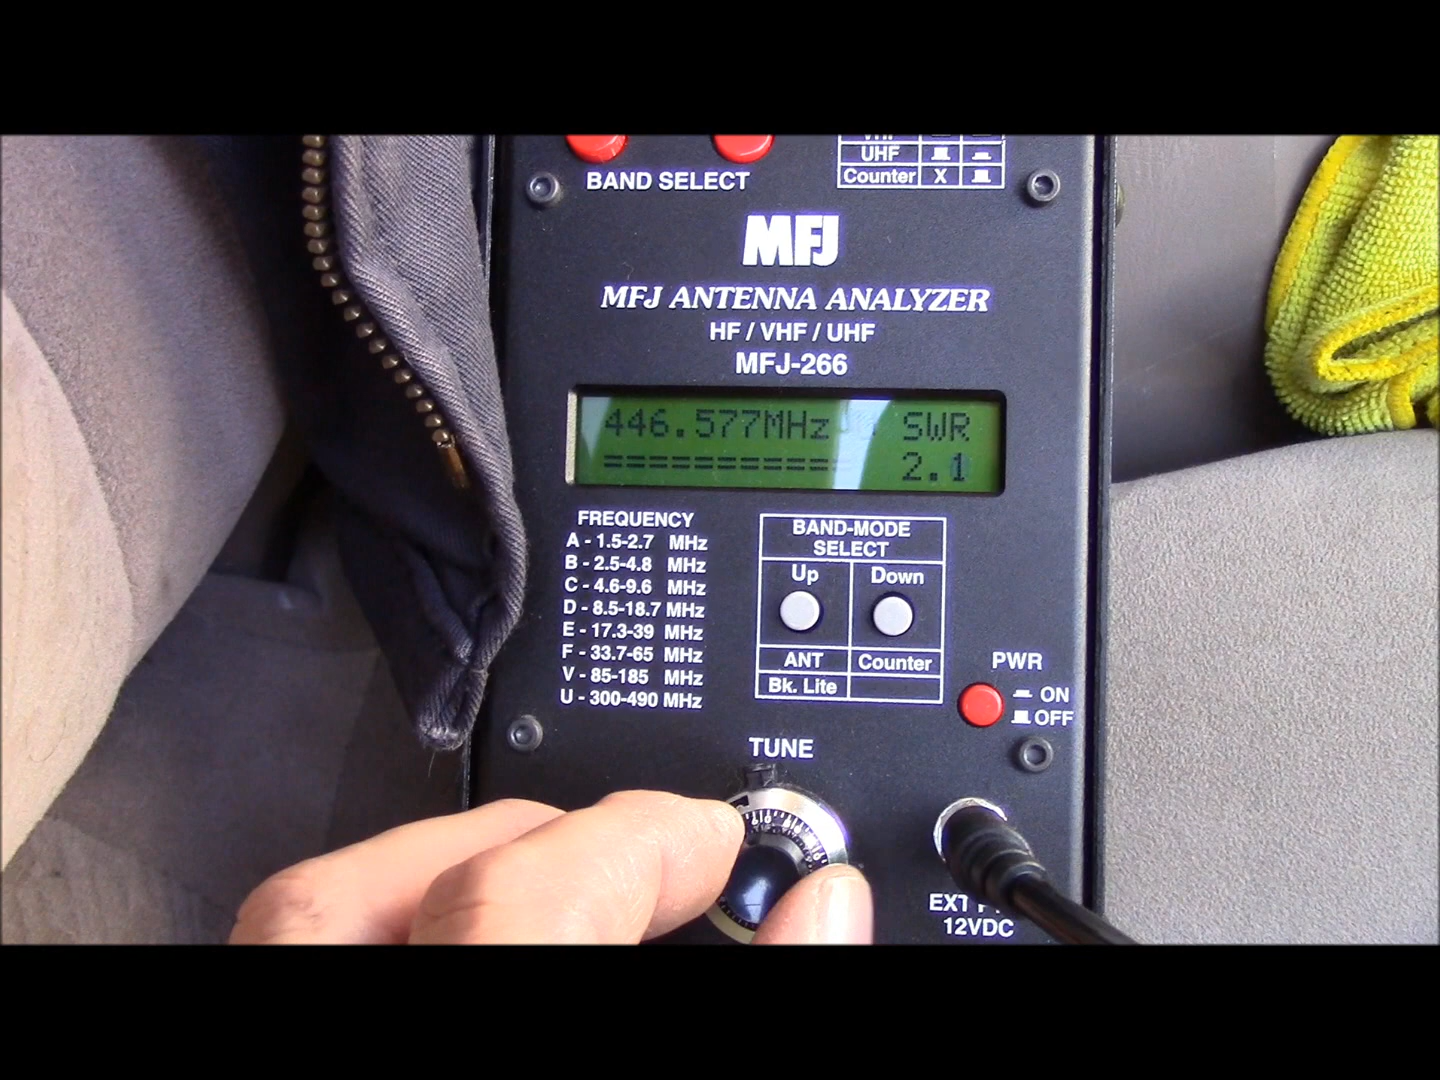 BAND SELECT
UHF
Counter X
MFJ
MFJ ANTENNA ANALYZER
HF / VHF / UHF
MFJ-266
446.577MHz SWR
=========== 2.1
FREQUENCY
A - 1.5-2.7 MHz
B - 2.5-4.8 MHz
C - 4.6-9.6 MHz
D - 8.5-18.7 MHz
E - 17.3-39 MHz
F - 33.7-65 MHz
V - 85-185 MHz
U - 300-490 MHz
BAND-MODE
SELECT
Up Down
ANT Counter
Bk. Lite
PWR
ON
OFF
TUNE
EXT
12VDC